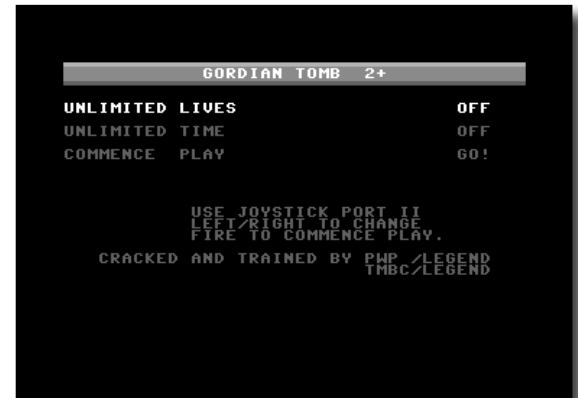 GORDIAN TOMB 2+
UNLIMITED LIVES OFF
UNLIMITED TIME OFF
COMMENCE PLAY GO!
USE JOYSTICK PORT II
LEFT/RIGHT TO CHANGE
FIRE TO COMMENCE PLAY.
CRACKED AND TRAINED BY PWP /LEGEND
TMBC/LEGEND